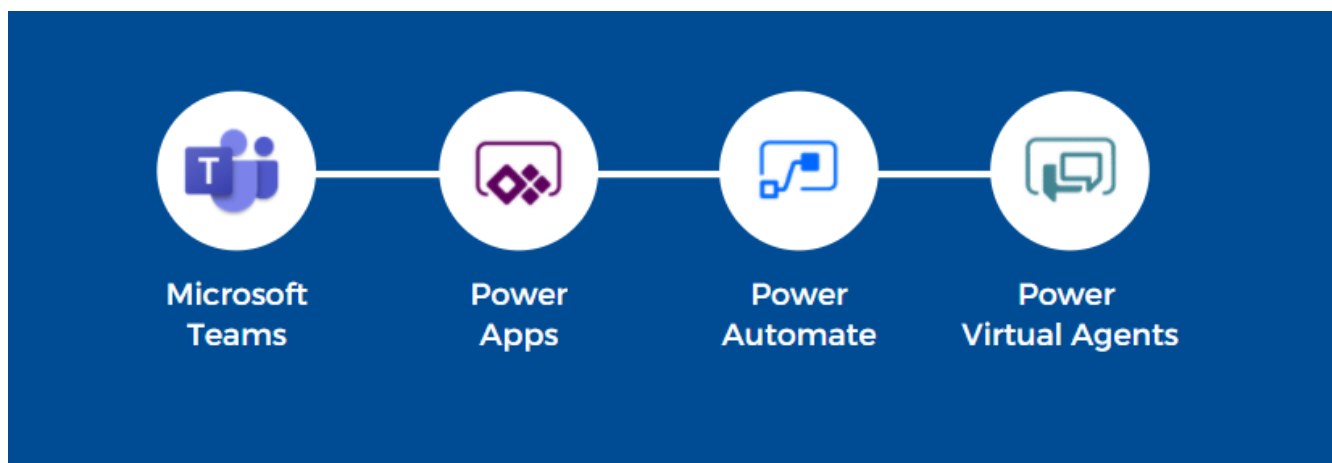 T
Microsoft
Teams
Power
Apps
Power
Automate
Power
Virtual Agents